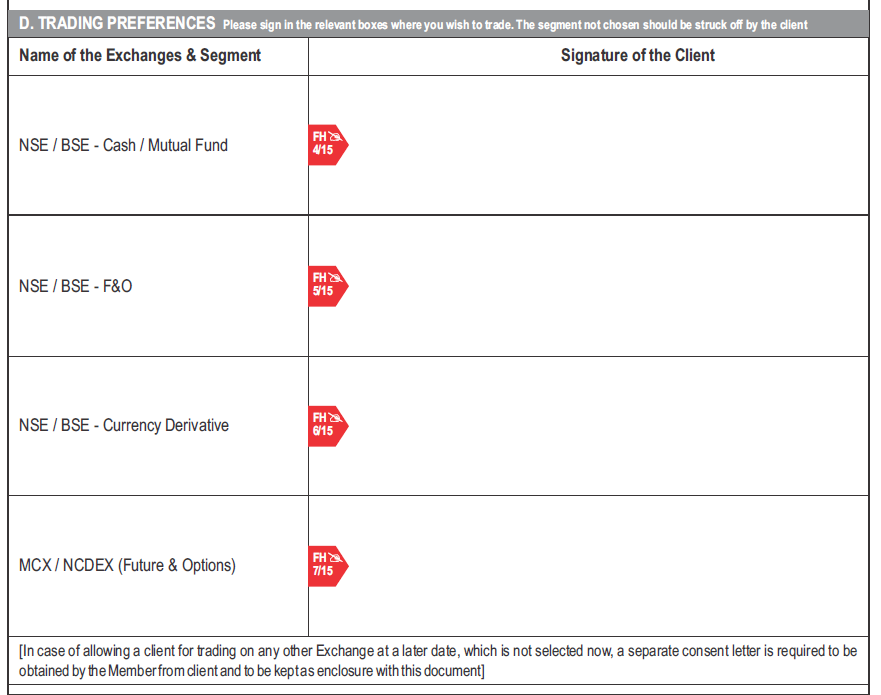 D. TRADING PREFERENCES Please sign in the relevant boxes where you wish to trade. The segment not chosen should be struck off by the client
Name of the Exchanges & Segment Signature of the Client
NSE / BSE - Cash / Mutual Fund
FH
4/15
NSE / BSE - F&O
FH
5/15
NSE / BSE - Currency Derivative
FH
6/15
MCX / NCDEX (Future & Options)
FH
7/15
[In case of allowing a client for trading on any other Exchange at a later date, which is not selected now, a separate consent letter is required to be
obtained by the Member from client and to be kept as enclosure with this document]